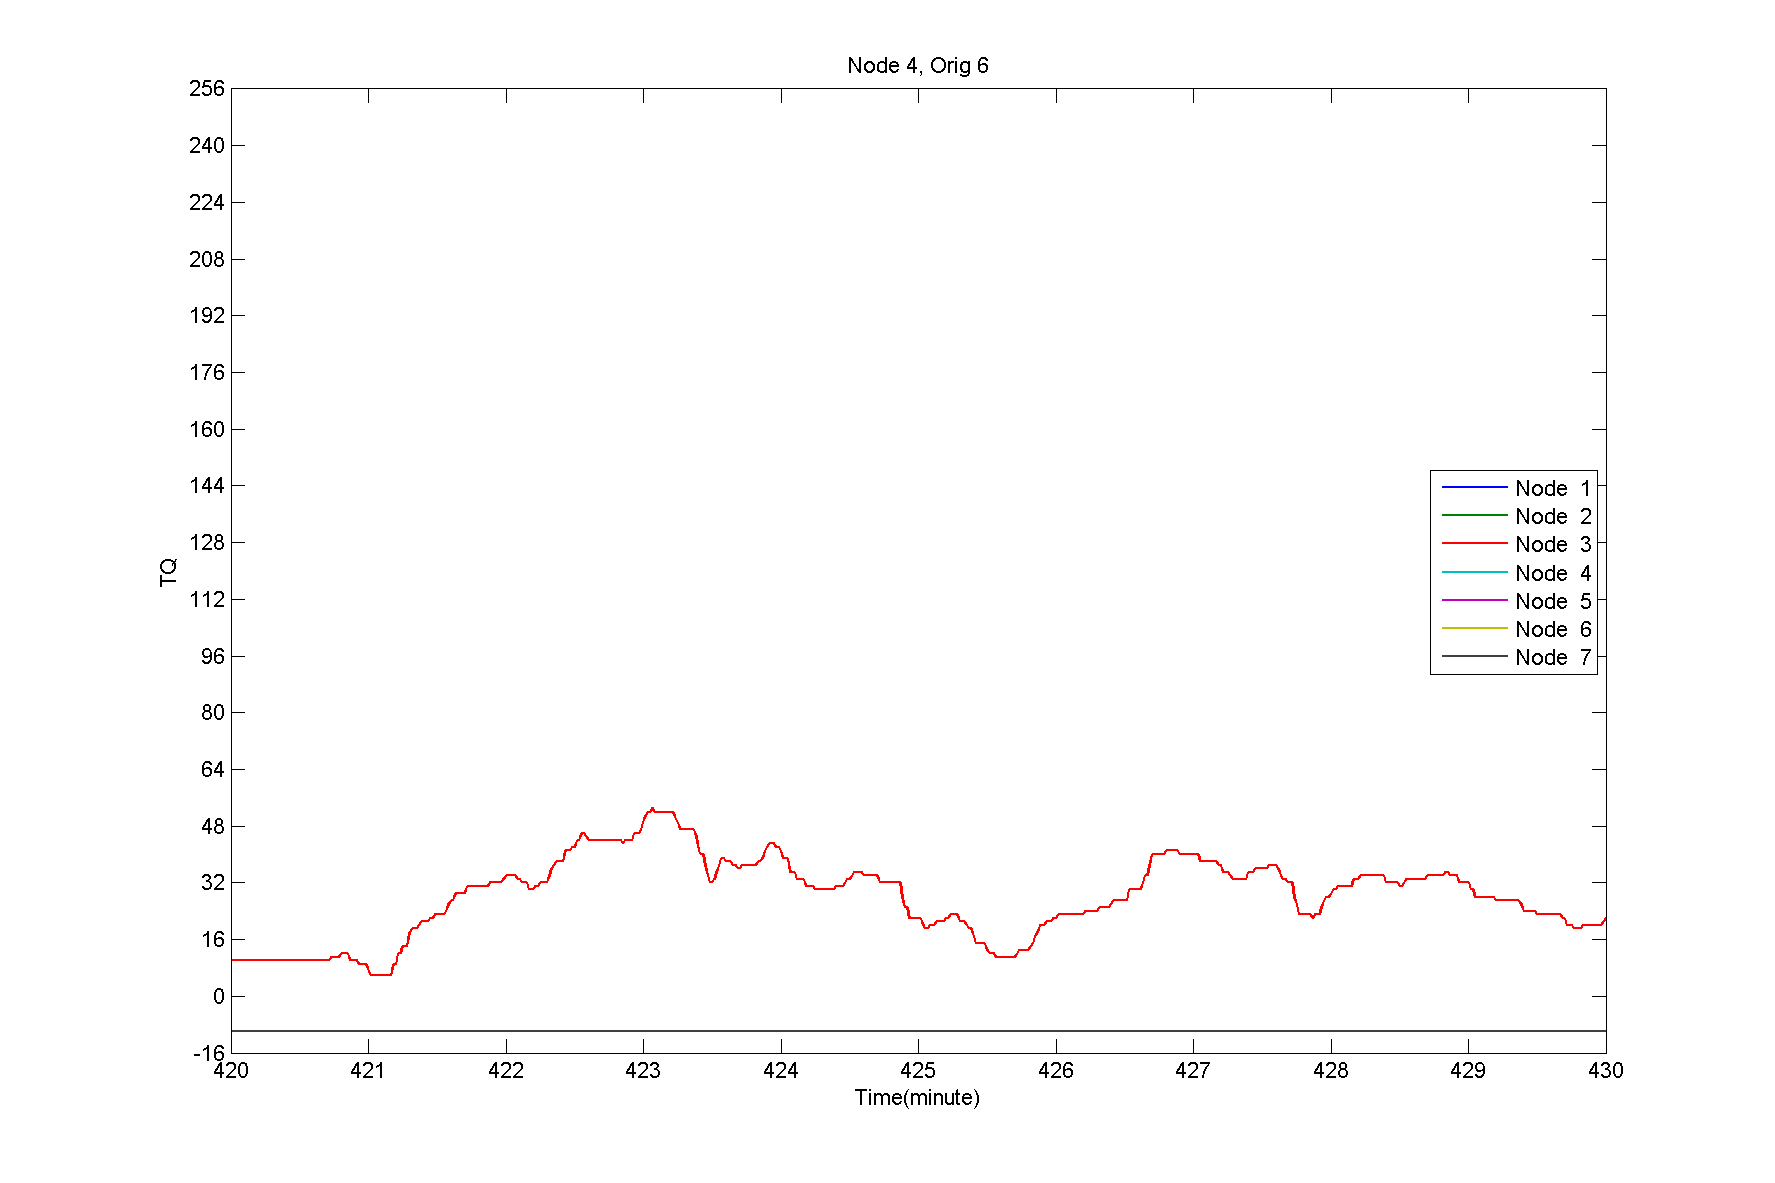 Node 4, Orig 6
256
240
224
208
192
176
160
144
128
112
96
80
64
48
32
16
0
-16
TQ
Node 1
Node 2
Node 3
Node 4
Node 5
Node 6
Node 7
420 421 422 423 424 425 426 427 428 429 430
Time(minute)